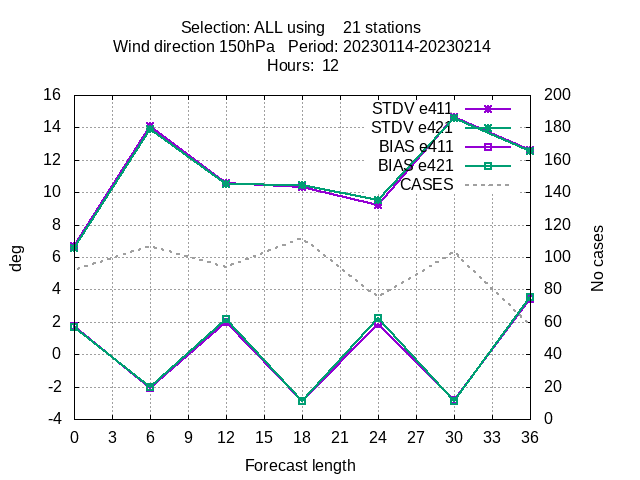 Selection: ALL using    21 stations
Wind direction 150hPa   Period: 20230114-20230214
Hours:  12
16
14
12
10
8
6
4
2
0
-2
-4
200
180
160
140
120
100
80
60
40
20
0
STDV e411
STDV e421
BIAS e411
BIAS e421
CASES
deg
No cases
0 3 6 9 12 15 18 21 24 27 30 33 36
Forecast length